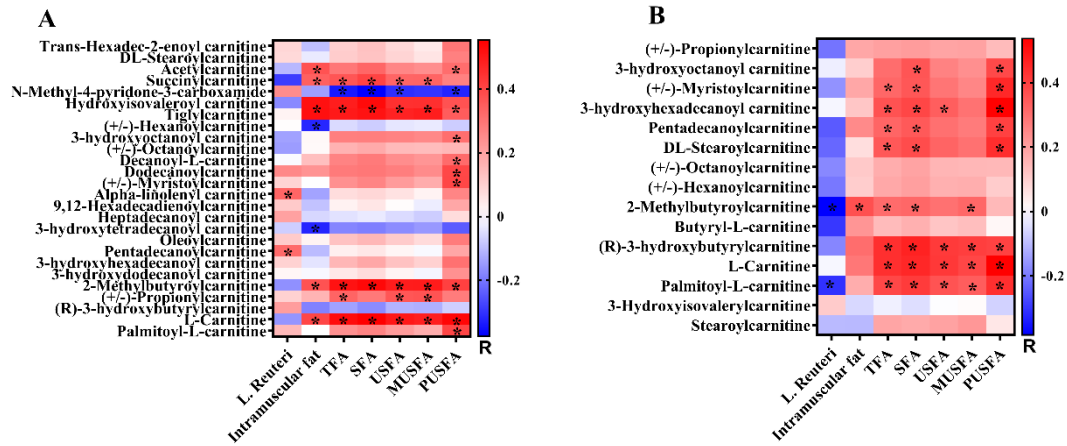 A
Trans-Hexadec-2-enoyl carnitine
DL-Stearoyl carnitine
Acetylcarnitine
Succinylcarnitine
N-Methyl-4-pyridone-3-carboxamide
Hydroxyisovaleroyl carnitine
Tiglycarnitine
(+/-)-Hexanoylcarnitine
3-hydroxyoctanoyl carnitine
(+/-)-Octanoylcarnitine
Decanoyl-L-carnitine
Dodecanoylcarnitine
(+/-)-Myristoylcarnitine
Alpha-linolenyl carnitine
9,12-Hexadecadienoylcarnitine
Heptadecanoyl carnitine
3-hydroxytetradecanoyl carnitine
Oleoylcarnitine
Pentadecanoylcarnitine
3-hydroxyhexadecanoyl carnitine
3-hydroxydodecanoyl carnitine
2-Methylbutyroylcarnitine
(+/-)-Propionylcarnitine
(R)-3-hydroxybutyrylcarnitine
L-Carnitine
Palmitoyl-L-carnitine
L. Reuteri
Intramuscular fat
TFA
SFA
USFA
MUSFA
PUSFA
0.4
0.2
0
-0.2
R
B
(+/-)-Propionylcarnitine
3-hydroxyoctanoyl carnitine
(+/-)-Myristoylcarnitine
3-hydroxyhexadecanoyl carnitine
Pentadecanoylcarnitine
DL-Stearoylcarnitine
(+/-)-Octanoylcarnitine
(+/-)-Hexanoylcarnitine
2-Methylbutyroylcarnitine
Butyryl-L-carnitine
(R)-3-hydroxybutyrylcarnitine
L-Carnitine
Palmitoyl-L-carnitine
3-Hydroxyisovalerylcarnitine
Stearoylcarnitine
L. Reuteri
Intramuscular fat
TFA
SFA
USFA
MUSFA
PUSFA
0.4
0.2
0
-0.2
R